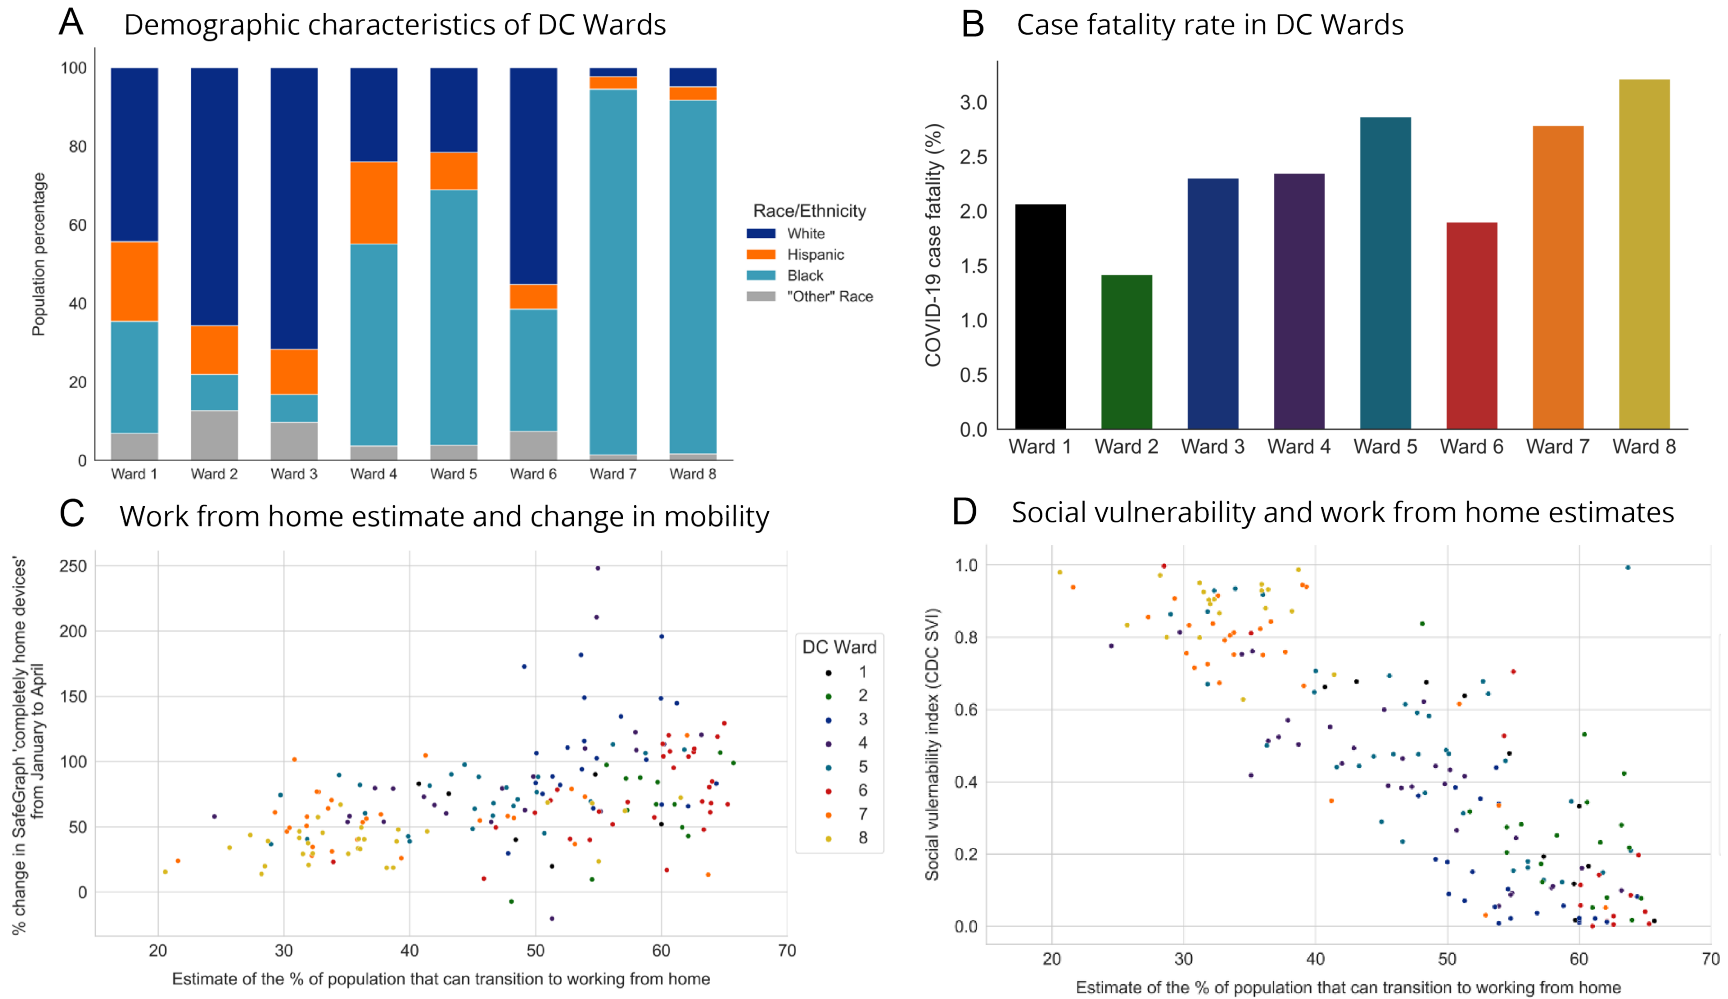 A Demographic characteristics of DC Wards
100
80
60
40
20
0
Population percentage
Ward 1 Ward 2 Ward 3 Ward 4 Ward 5 Ward 6 Ward 7 Ward 8
Race/Ethnicity
White
Hispanic
Black
"Other" Race
B Case fatality rate in DC Wards
3.0
2.5
2.0
1.5
1.0
0.5
0.0
COVID-19 case fatality (%)
Ward 1 Ward 2 Ward 3 Ward 4 Ward 5 Ward 6 Ward 7 Ward 8
C Work from home estimate and change in mobility
250
200
150
100
50
0
% change in SafeGraph 'completely home devices'
from January to April
20 30 40 50 60 70
Estimate of the % of population that can transition to working from home
DC Ward
1
2
3
4
5
6
7
8
D Social vulnerability and work from home estimates
1.0
0.8
0.6
0.4
0.2
0.0
Social vulernability index (CDC SVI)
20 30 40 50 60 70
Estimate of the % of population that can transition to working from home